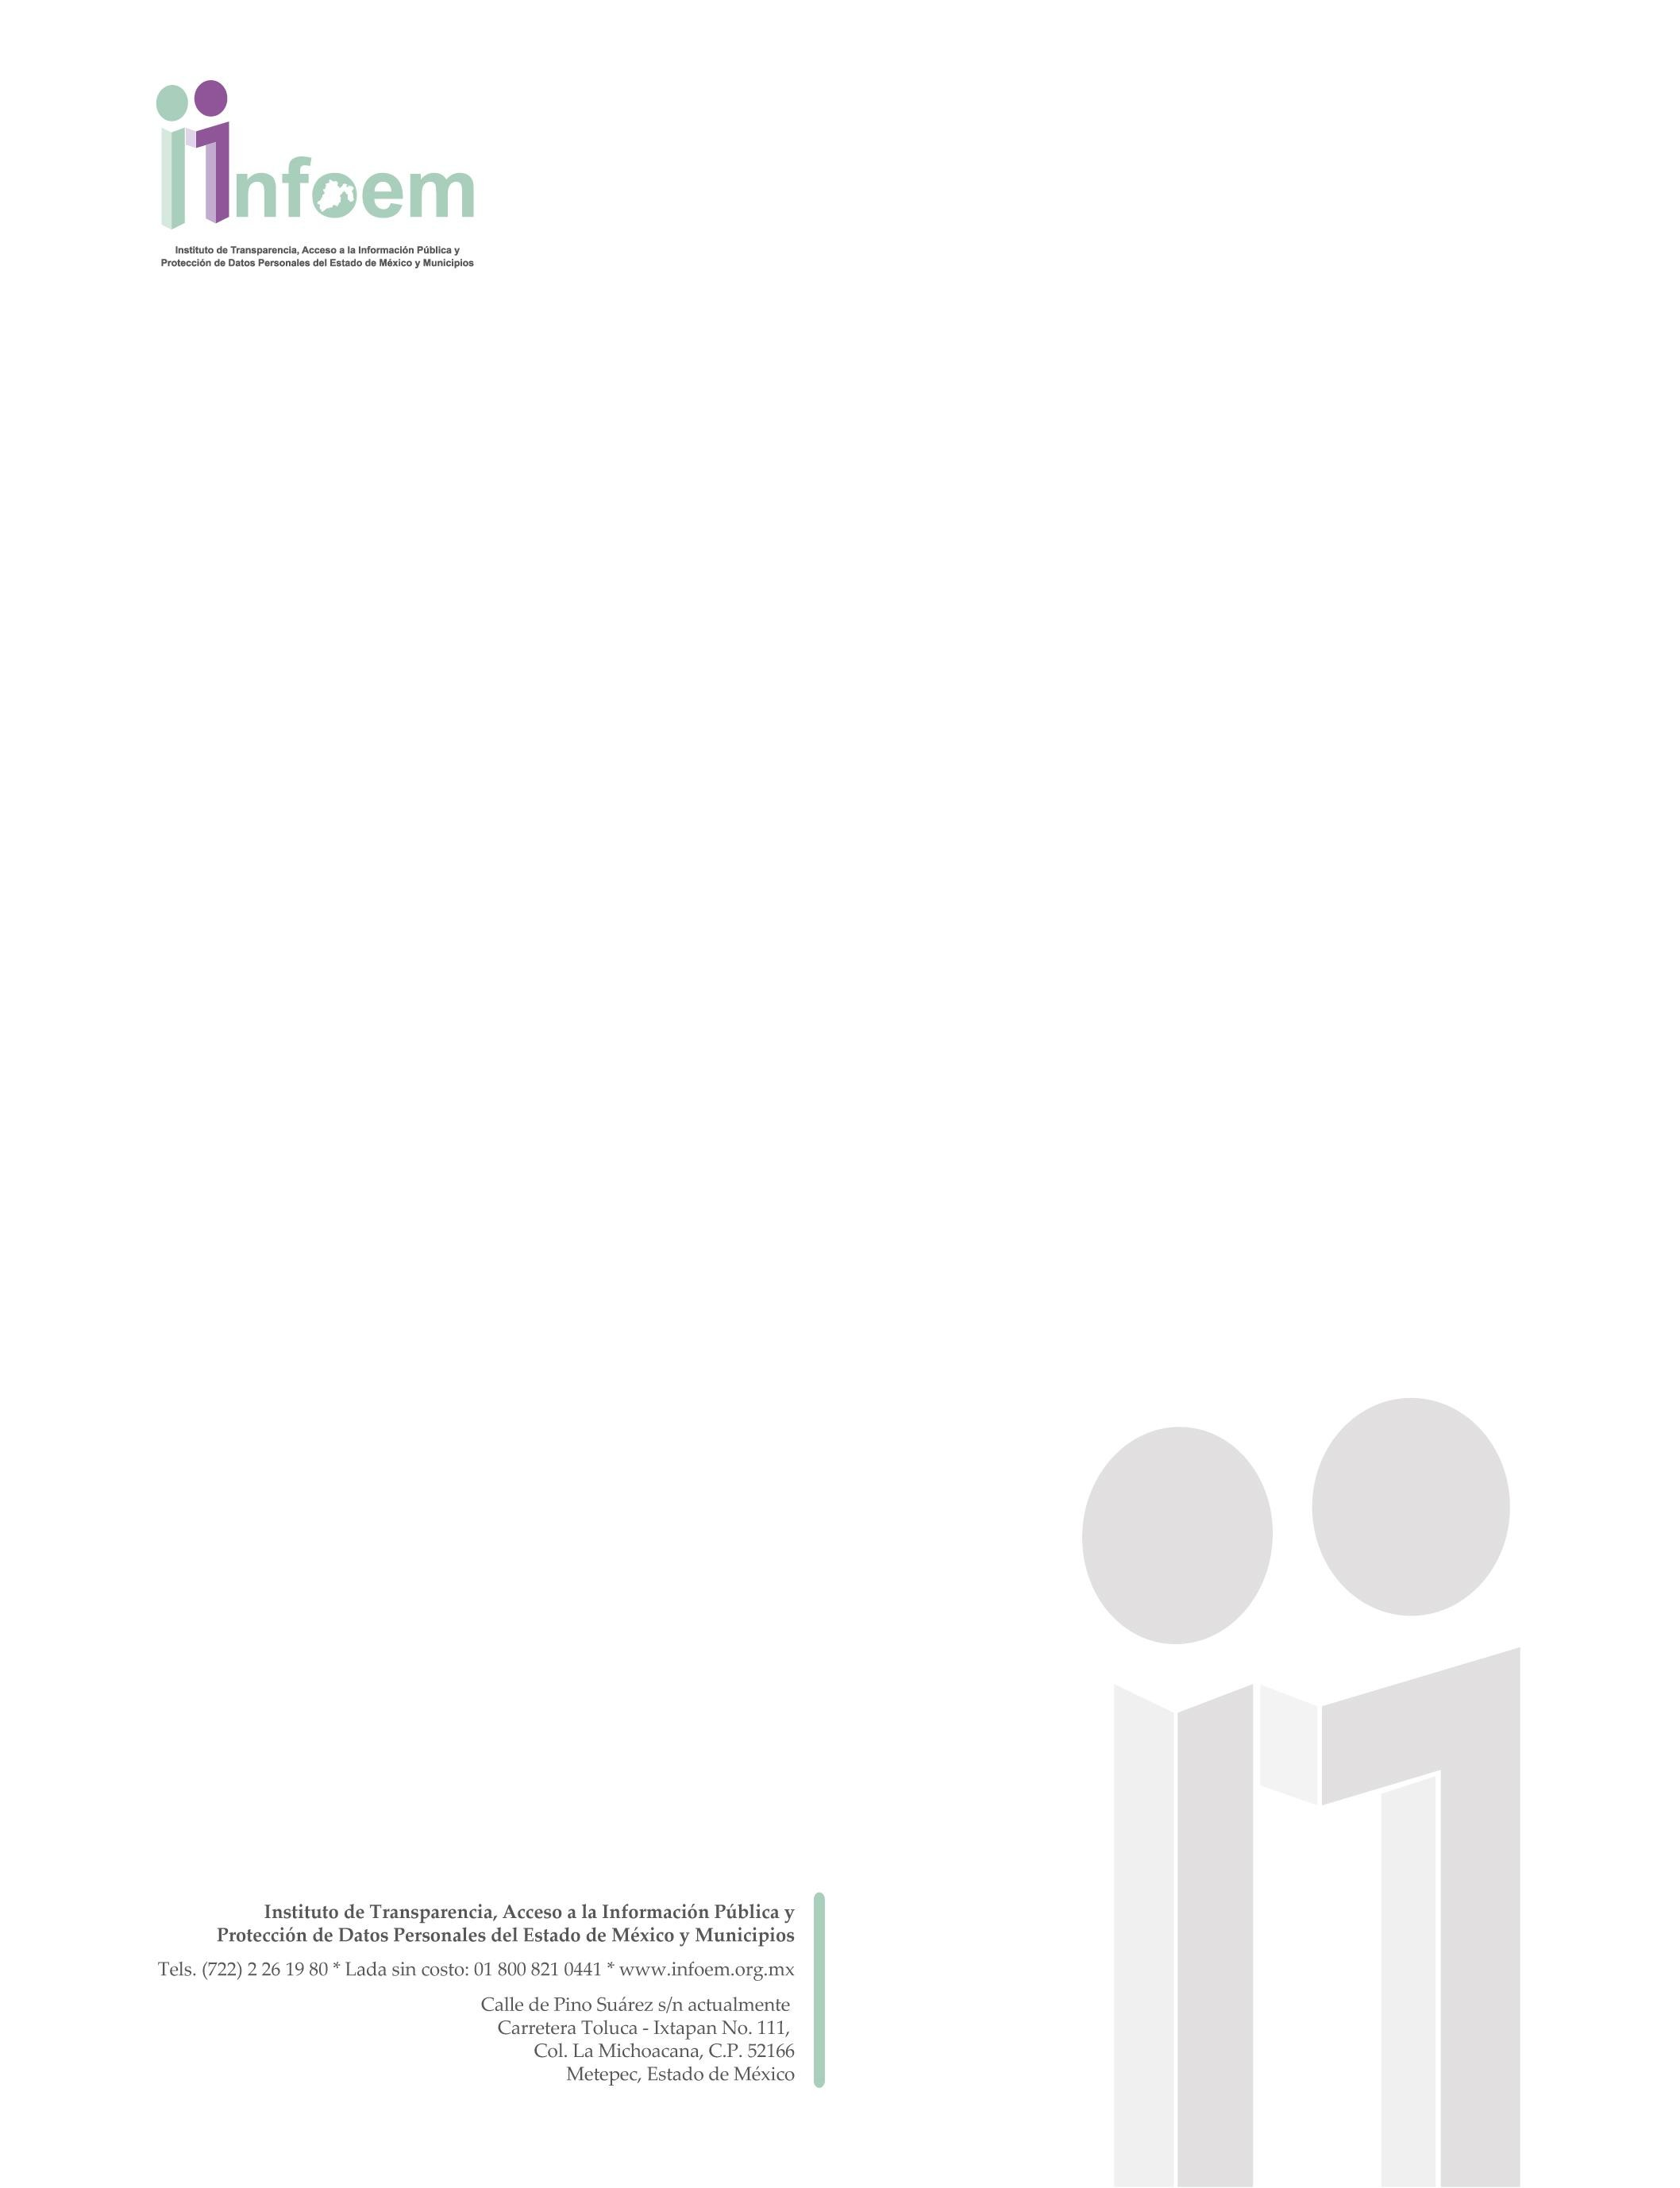 infoem
Instituto de Transparencia, Acceso a la Información Pública y
Protección de Datos Personales del Estado de México y Municipios
Instituto de Transparencia, Acceso a la Información Pública y
Protección de Datos Personales del Estado de México y Municipios
Tels. (722) 2 26 19 80 * Lada sin costo: 01 800 821 0441 * www.infoem.org.mx
Calle de Pino Suárez s/n actualmente
Carretera Toluca - Ixtapan No. 111,
Col. La Michoacana, C.P. 52166
Metepec, Estado de México